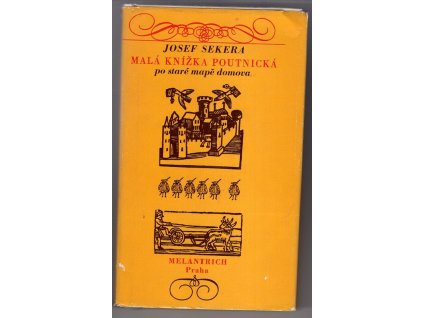 JOSEF SEKERA
MALÁ KNÍŽKA POUTNICKÁ
po staré mapě domova
MELANTRICH
Praha